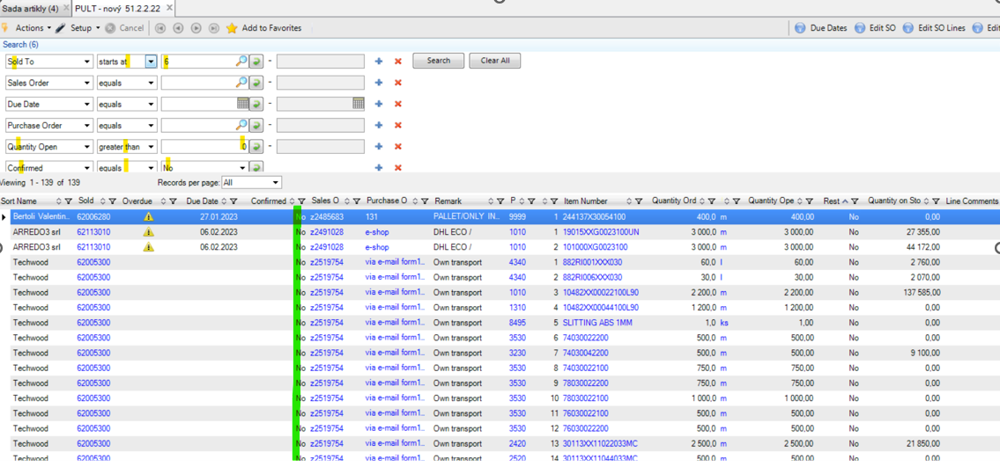 Sada artikly (4) PULT - nový 51.2.2.22
Actions Setup Cancel Add to Favorites Due Dates Edit SO Edit SO Lines Edit
Search (6)
Sold To starts at 6 - Search Clear All
Sales Order equals -
Due Date equals -
Purchase Order equals -
Quantity Open greater than 0 -
Confirmed equals No
Viewing 1 - 139 of 139 Records per page: All
Sort Name Sold Overdue Due Date Confirmed Sales O Purchase O Remark P Item Number Quantity Ord Quantity Ope Rest Quantity on Sto Line Comments
Bertoli Valentin... 62006280 27.01.2023 No z2485683 131 PALLET/ONLY IN... 9999 1 244137X30054100 400,0 m 400,00 No 0,00
ARREDO3 srl 62113010 06.02.2023 No z2491028 e-shop DHL ECO / 1010 1 19015XXG0023100UN 3 000,0 m 3 000,00 No 27 355,00
ARREDO3 srl 62113010 06.02.2023 No z2491028 e-shop DHL ECO / 1010 2 101000XG0023100 3 000,0 m 3 000,00 No 44 172,00
Techwood 62005300 No z2519754 via e-mail form1... Own transport 4340 1 882RI001XXX030 60,0 l 60,00 No 2 760,00
Techwood 62005300 No z2519754 via e-mail form1... Own transport 4340 2 882RI006XXX030 30,0 l 30,00 No 2 070,00
Techwood 62005300 No z2519754 via e-mail form1... Own transport 1010 3 10482XX00022100L90 2 200,0 m 2 200,00 No 137 585,00
Techwood 62005300 No z2519754 via e-mail form1... Own transport 1310 4 10482XX00044100L90 1 200,0 m 1 200,00 No 0,00
Techwood 62005300 No z2519754 via e-mail form1... Own transport 8495 5 SLITTING ABS 1MM 1,0 ks 1,00 No 0,00
Techwood 62005300 No z2519754 via e-mail form1... Own transport 3530 6 74030022200 500,0 m 500,00 No 0,00
Techwood 62005300 No z2519754 via e-mail form1... Own transport 3230 7 74030042200 500,0 m 500,00 No 9 100,00
Techwood 62005300 No z2519754 via e-mail form1... Own transport 3530 8 74030022100 750,0 m 750,00 No 0,00
Techwood 62005300 No z2519754 via e-mail form1... Own transport 3530 9 78030022200 750,0 m 750,00 No 0,00
Techwood 62005300 No z2519754 via e-mail form1... Own transport 3530 10 78030022100 1 000,0 m 1 000,00 No 0,00
Techwood 62005300 No z2519754 via e-mail form1... Own transport 3530 11 76030022100 500,0 m 500,00 No 0,00
Techwood 62005300 No z2519754 via e-mail form1... Own transport 3530 12 76030022200 500,0 m 500,00 No 0,00
Techwood 62005300 No z2519754 via e-mail form1... Own transport 2420 13 30113XX11022033MC 2 500,0 m 2 500,00 No 21 850,00
Techwood 62005300 No z2519754 via e-mail form1... Own transport 2520 14 30113XX11044033MC 500,0 m 500,00 No 0,00